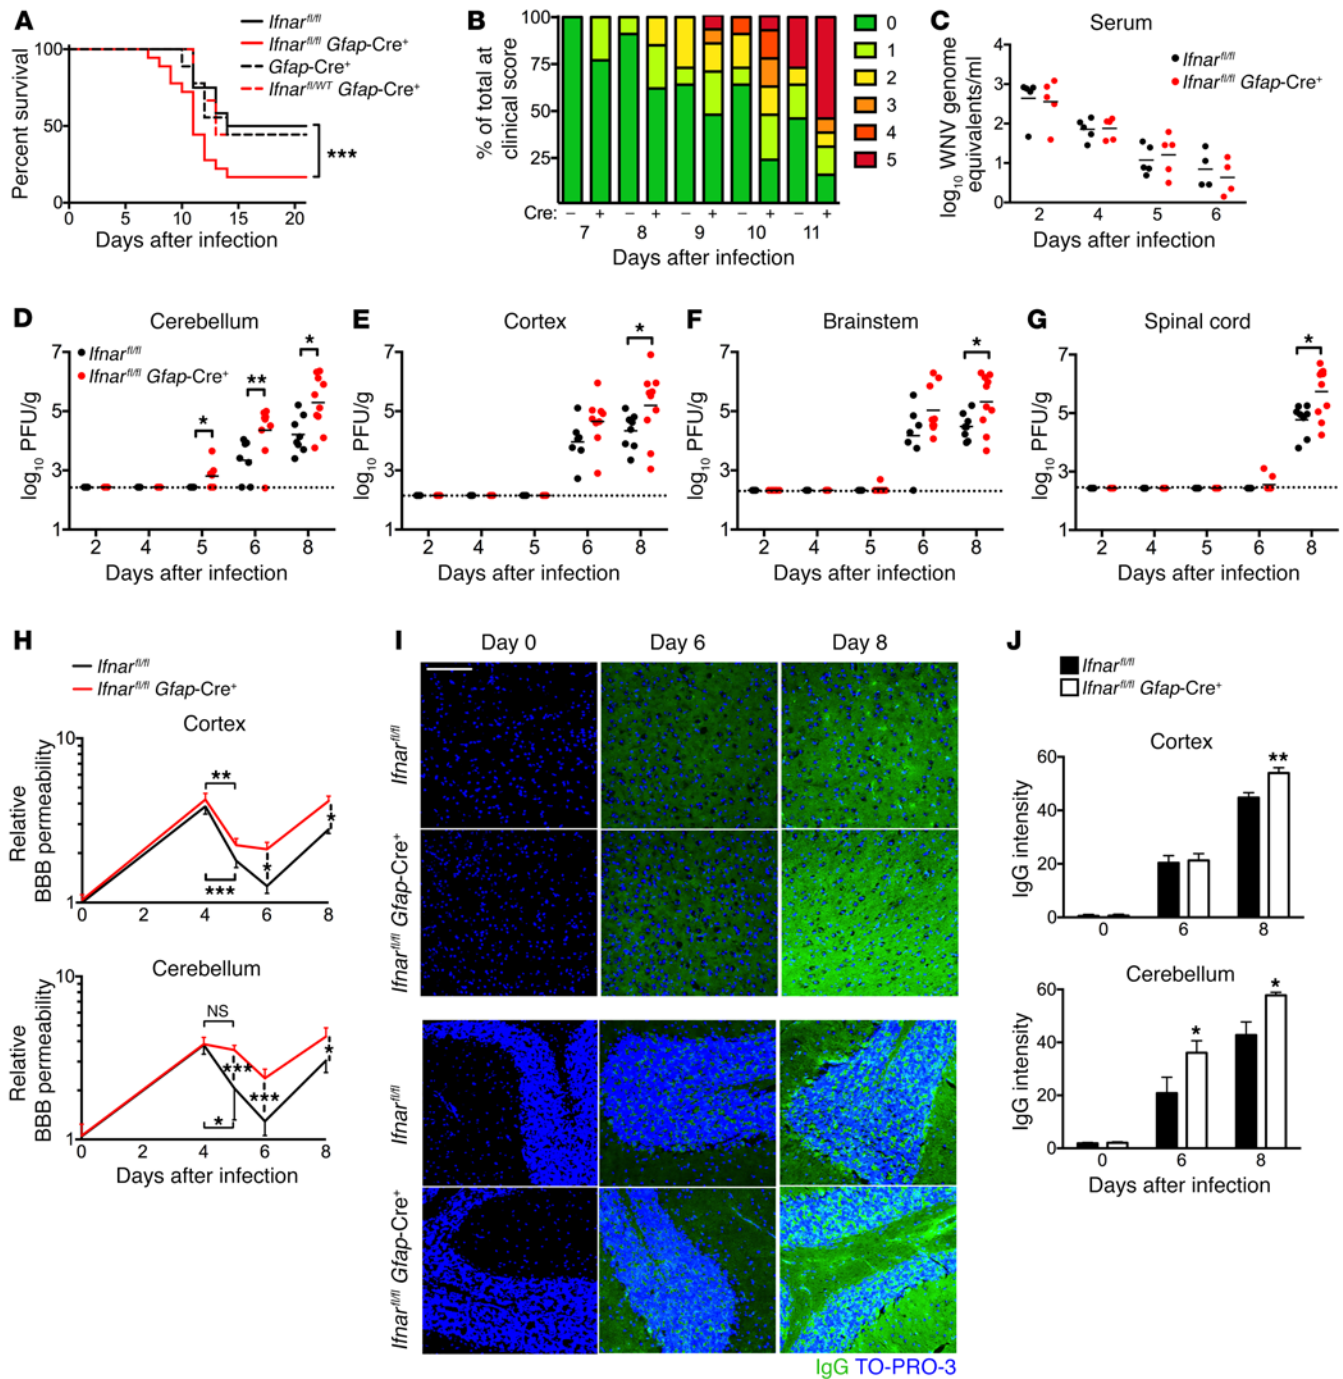 A
Ifnar^fl/fl
Ifnar^fl/fl Gfap-Cre⁺
Gfap-Cre⁺
Ifnar^fl/WT Gfap-Cre⁺
Percent survival
100
50
0
***
0 5 10 15 20
Days after infection
B
% of total at
clinical score
100
75
50
25
0
1
2
3
4
5
Cre: – + – + – + – + – +
7 8 9 10 11
Days after infection
C
Serum
Ifnar^fl/fl
Ifnar^fl/fl Gfap-Cre⁺
log₁₀ WNV genome
equivalents/ml
4
3
2
1
0
2 4 5 6
Days after infection
D
Cerebellum
Ifnar^fl/fl
Ifnar^fl/fl Gfap-Cre⁺
log₁₀ PFU/g
7
5
3
1
* ** *
2 4 5 6 8
Days after infection
E
Cortex
log₁₀ PFU/g
7
5
3
1
*
2 4 5 6 8
Days after infection
F
Brainstem
log₁₀ PFU/g
7
5
3
1
*
2 4 5 6 8
Days after infection
G
Spinal cord
log₁₀ PFU/g
7
5
3
1
*
2 4 5 6 8
Days after infection
H
Ifnar^fl/fl
Ifnar^fl/fl Gfap-Cre⁺
Cortex
Relative
BBB permeability
10
1
**
***
*
*
0 2 4 6 8
Cerebellum
Relative
BBB permeability
10
1
NS
***
***
*
*
0 2 4 6 8
Days after infection
I
Day 0 Day 6 Day 8
Ifnar^fl/fl
Ifnar^fl/fl Gfap-Cre⁺
Ifnar^fl/fl
Ifnar^fl/fl Gfap-Cre⁺
IgG TO-PRO-3
J
Ifnar^fl/fl
Ifnar^fl/fl Gfap-Cre⁺
Cortex
IgG intensity
60
40
20
0
**
0 6 8
Cerebellum
IgG intensity
60
40
20
0
* *
0 6 8
Days after infection